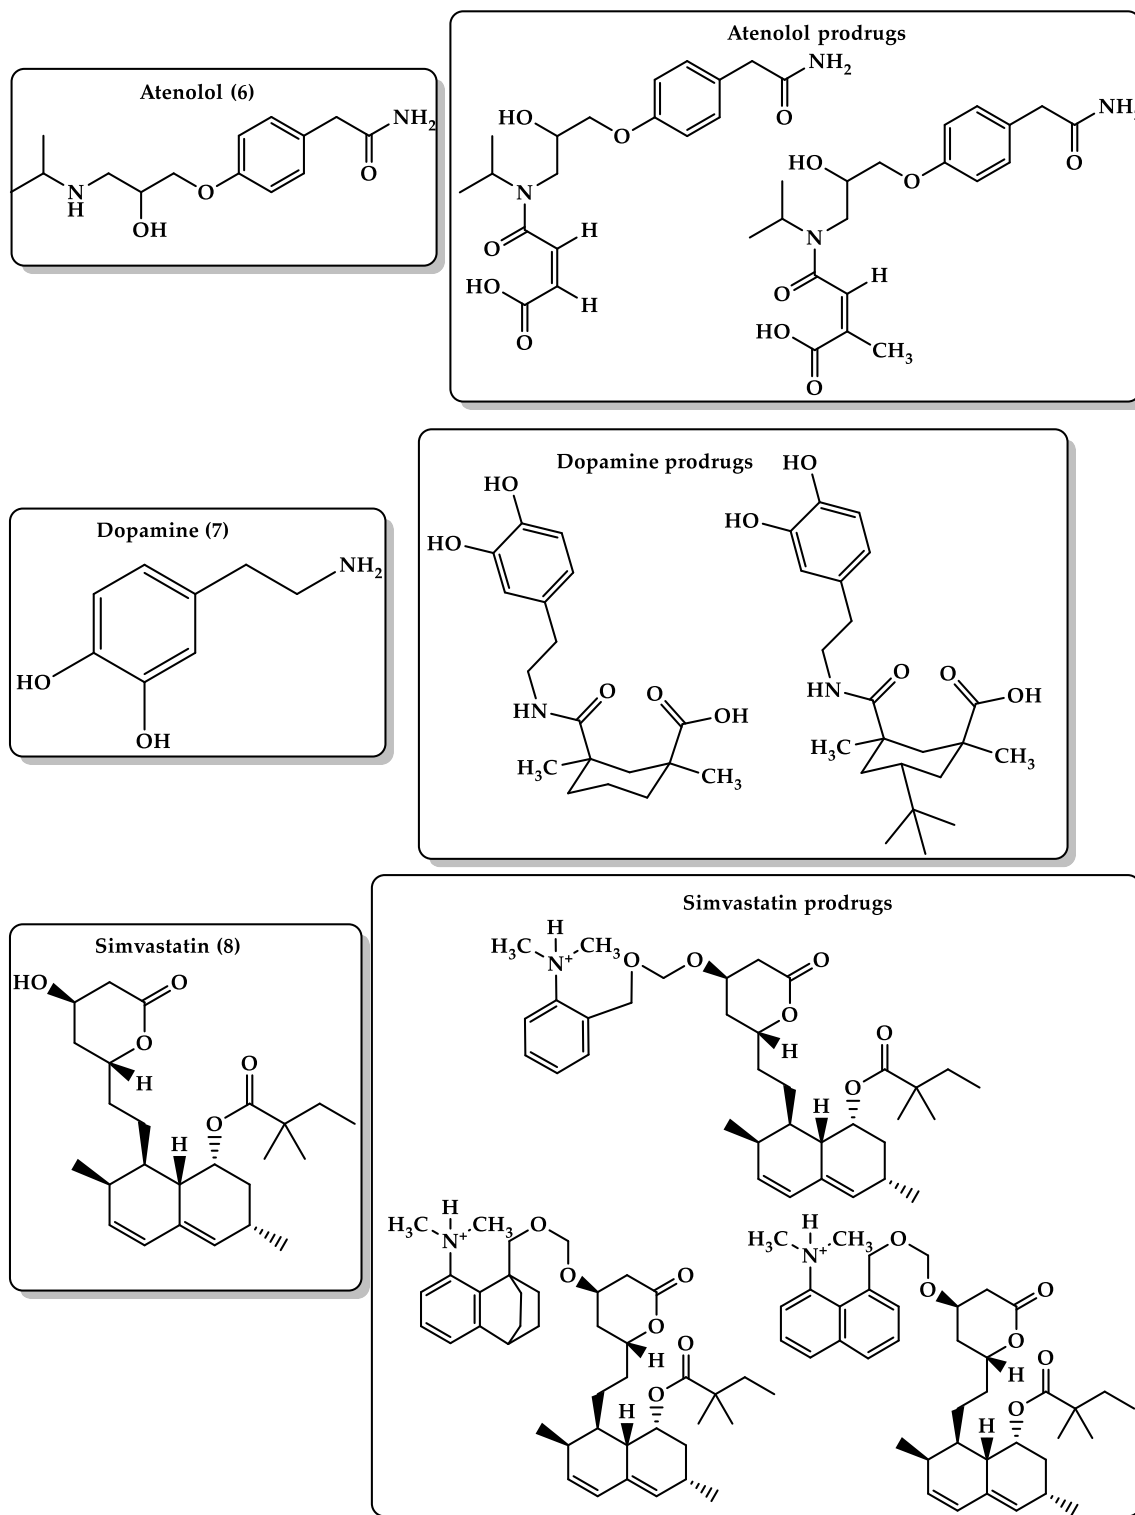 Atenolol (6)
NH2
O
N
H
O
OH
Atenolol prodrugs
NH2
O
HO
O
N
O
H
HO
H
O
NH
O
HO
O
N
O
H
HO
CH3
O
Dopamine (7)
NH2
HO
OH
Dopamine prodrugs
HO
HO
HN
O
O
OH
H3C
CH3
HO
HO
HN
O
O
OH
H3C
CH3
Simvastatin (8)
HO
O
O
H
O
O
H
Simvastatin prodrugs
H
H3C
CH3
N+
O
O
O
O
H
O
O
H
H
H3C
CH3
N+
O
O
O
O
H
O
O
H
H
H3C
CH3
N+
O
O
O
O
H
O
O
H